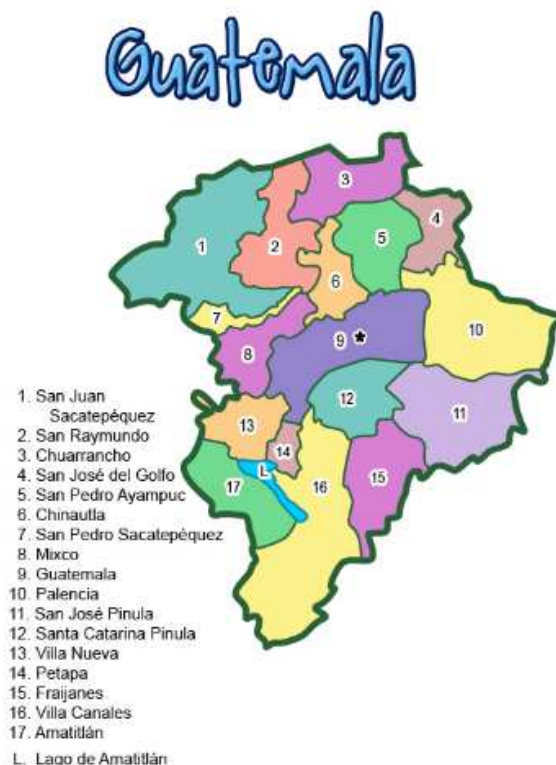 Guatemala
3
4
2
5
1
6
7
9 *
10
8
12
11
13
14
L
15
17
16
1. San Juan
Sacatepéquez
2. San Raymundo
3. Chuarrancho
4. San José del Golfo
5. San Pedro Ayampuc
6. Chinautla
7. San Pedro Sacatepéquez
8. Mixco
9. Guatemala
10. Palencia
11. San José Pinula
12. Santa Catarina Pinula
13. Villa Nueva
14. Petapa
15. Fraijanes
16. Villa Canales
17. Amatitlán
L. Lago de Amatitlán